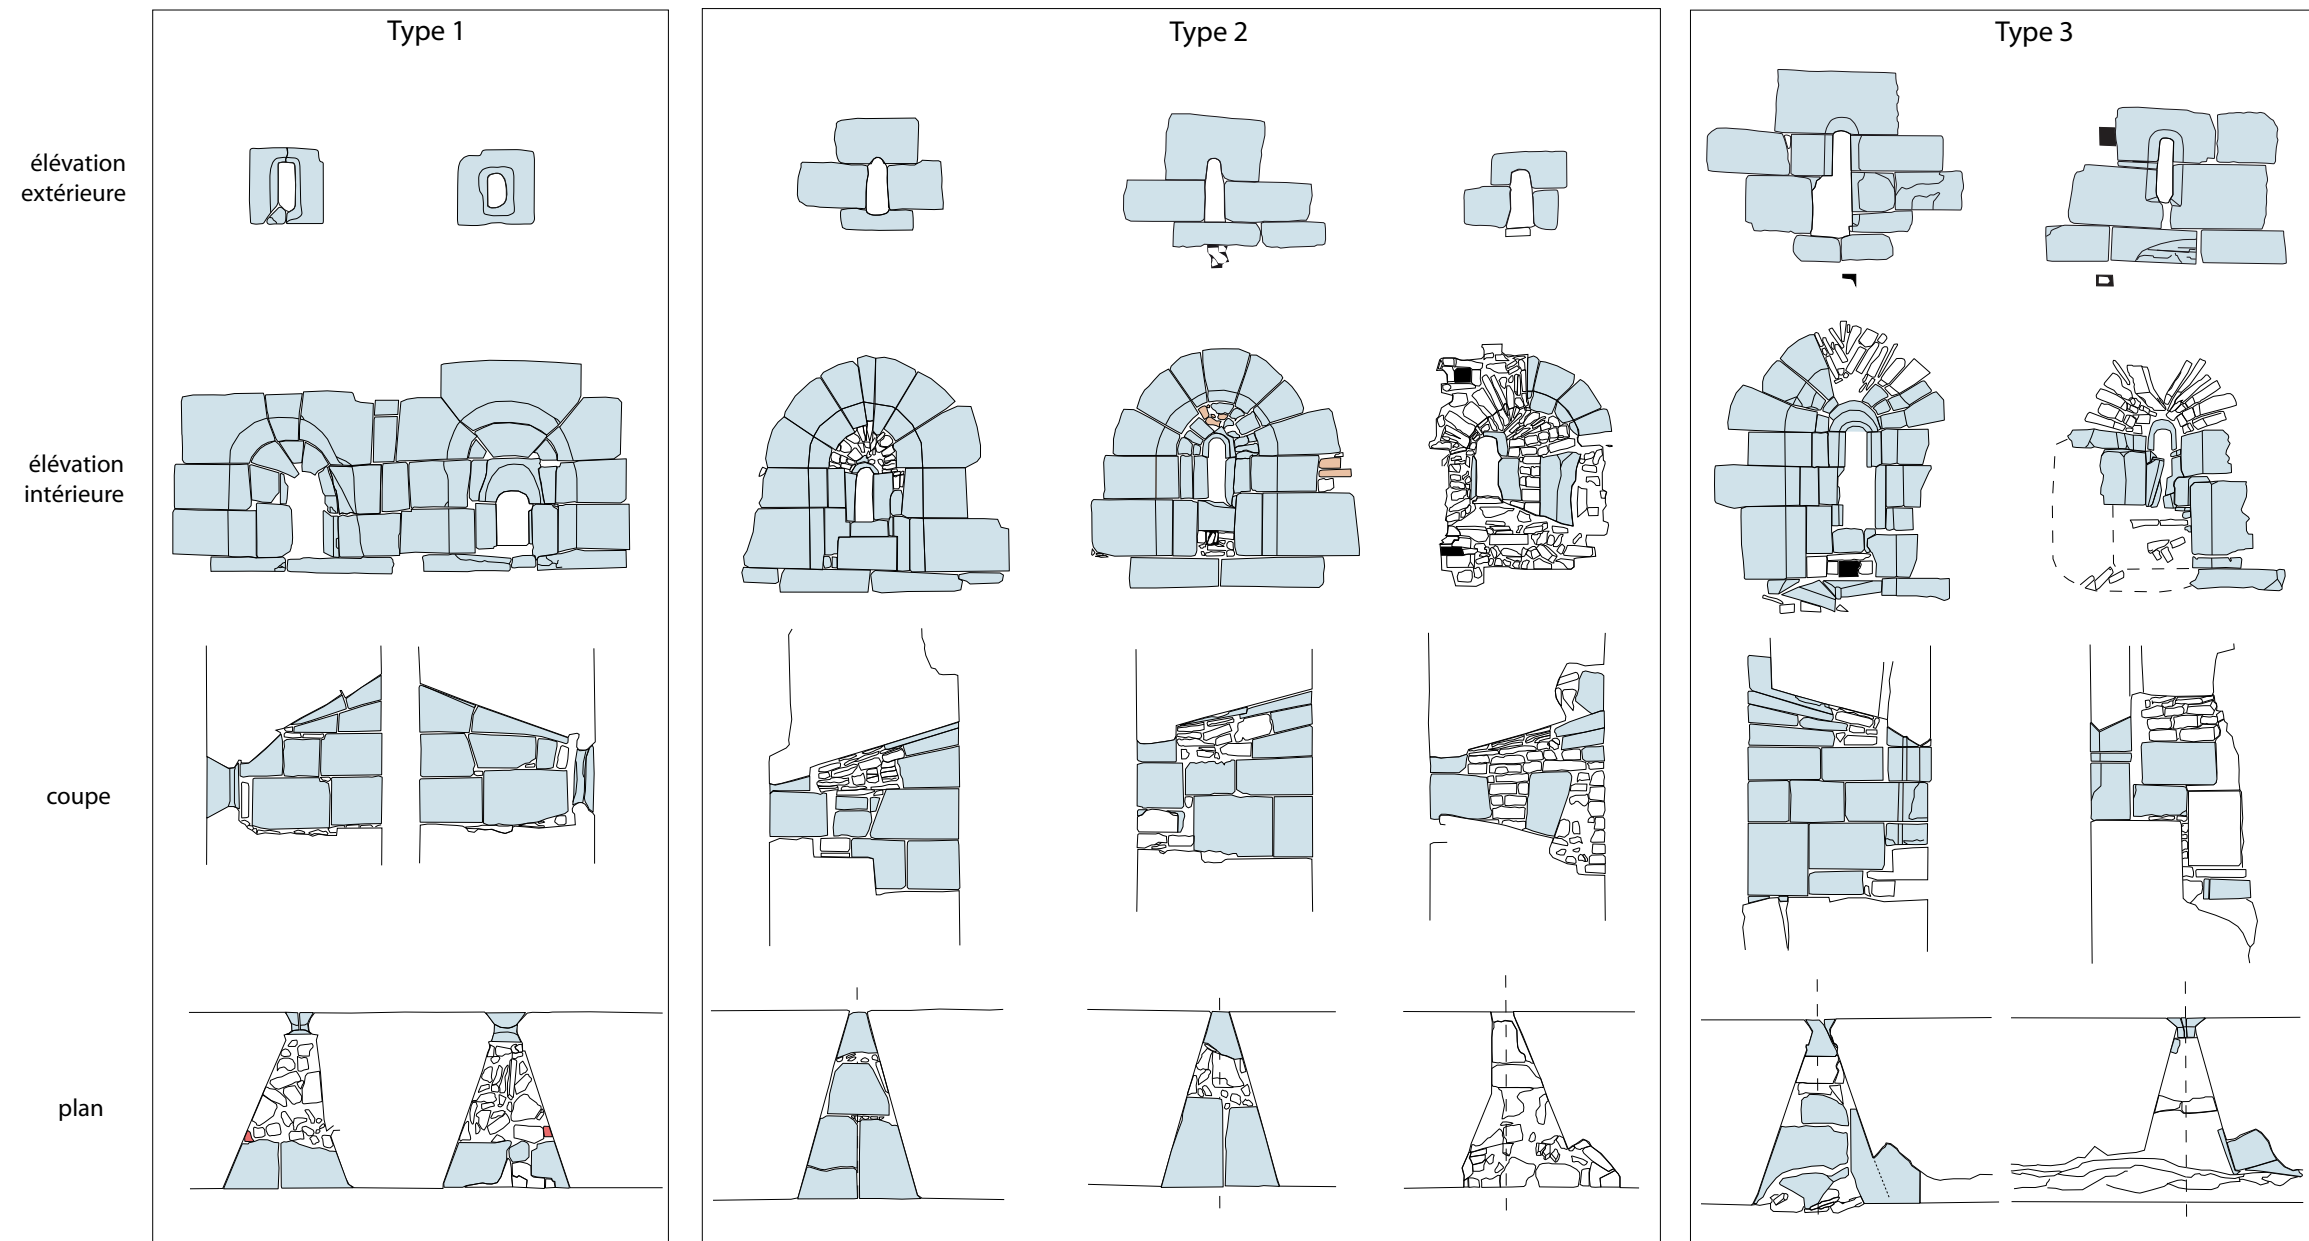 Type 1
Type 2
Type 3
élévation
extérieure
élévation
intérieure
coupe
plan